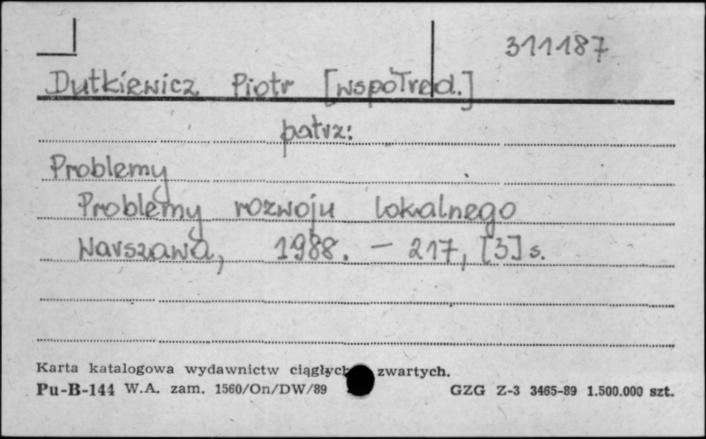 311187
Dutkiewicz Piotr [współred.]
patrz:
Problemy
Problemy rozwoju lokalnego
Warszawa, 1988. – 217, [3] s.
Karta katalogowa wydawnictw ciągłych zwartych.
Pu-B-144 W.A. zam. 1560/On/DW/89 GZG Z-3 3465-89 1.500.000 szt.